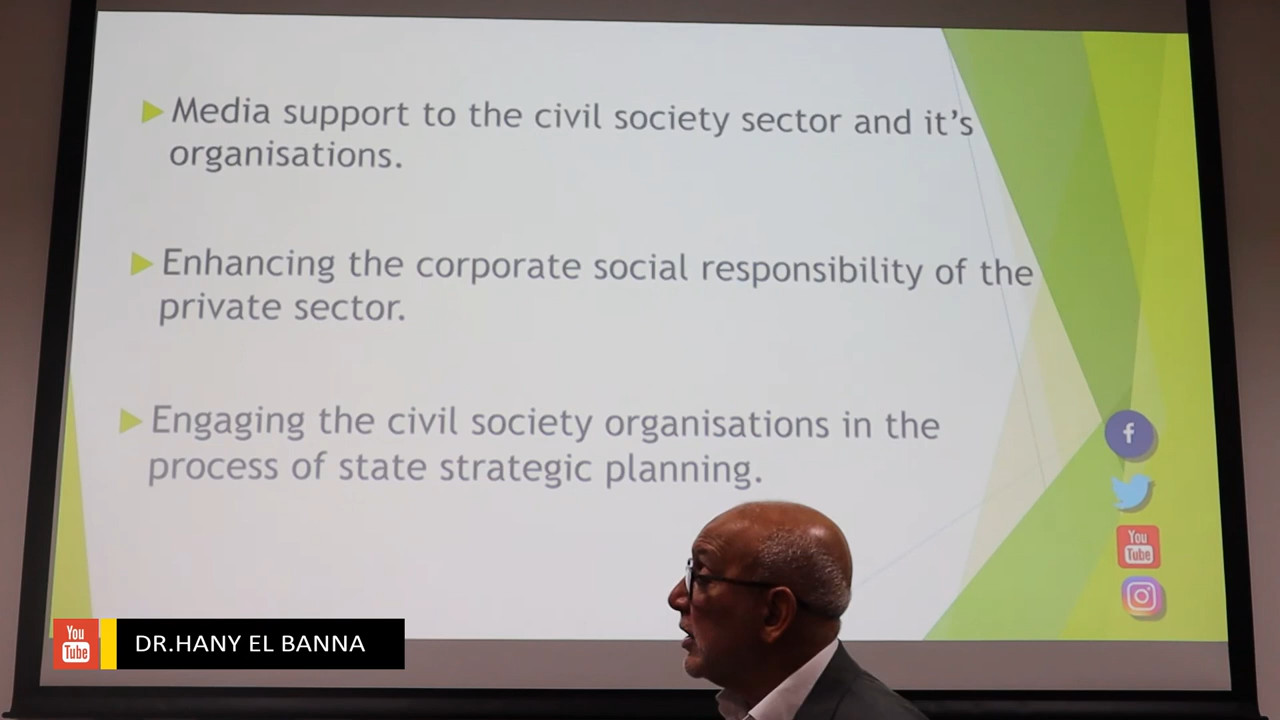 Media support to the civil society sector and it's
organisations.
Enhancing the corporate social responsibility of the
private sector.
Engaging the civil society organisations in the
process of state strategic planning.
f
You
Tube
You
Tube
DR.HANY EL BANNA